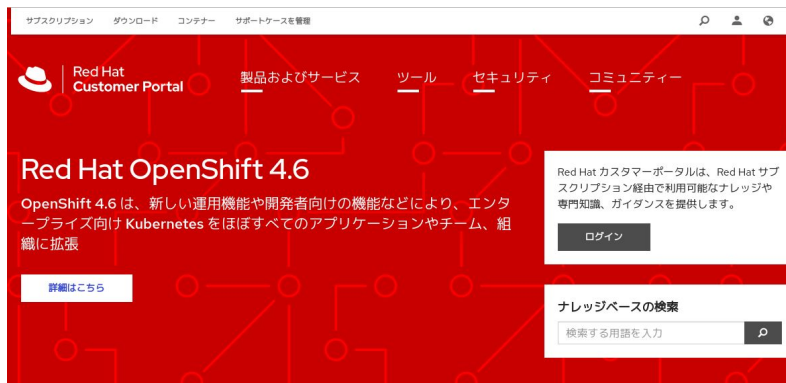 サブスクリプション ダウンロード コンテナー サポートケースを管理
Red Hat
Customer Portal
製品およびサービス ツール セキュリティ コミュニティー
Red Hat OpenShift 4.6
OpenShift 4.6 は、新しい運用機能や開発者向けの機能などにより、エンタ
ープライズ向け Kubernetes をほぼすべてのアプリケーションやチーム、組
織に拡張
詳細はこちら
Red Hat カスタマーポータルは、Red Hat サブ
スクリプション経由で利用可能なナレッジや
専門知識、ガイダンスを提供します。
ログイン
ナレッジベースの検索
検索する用語を入力